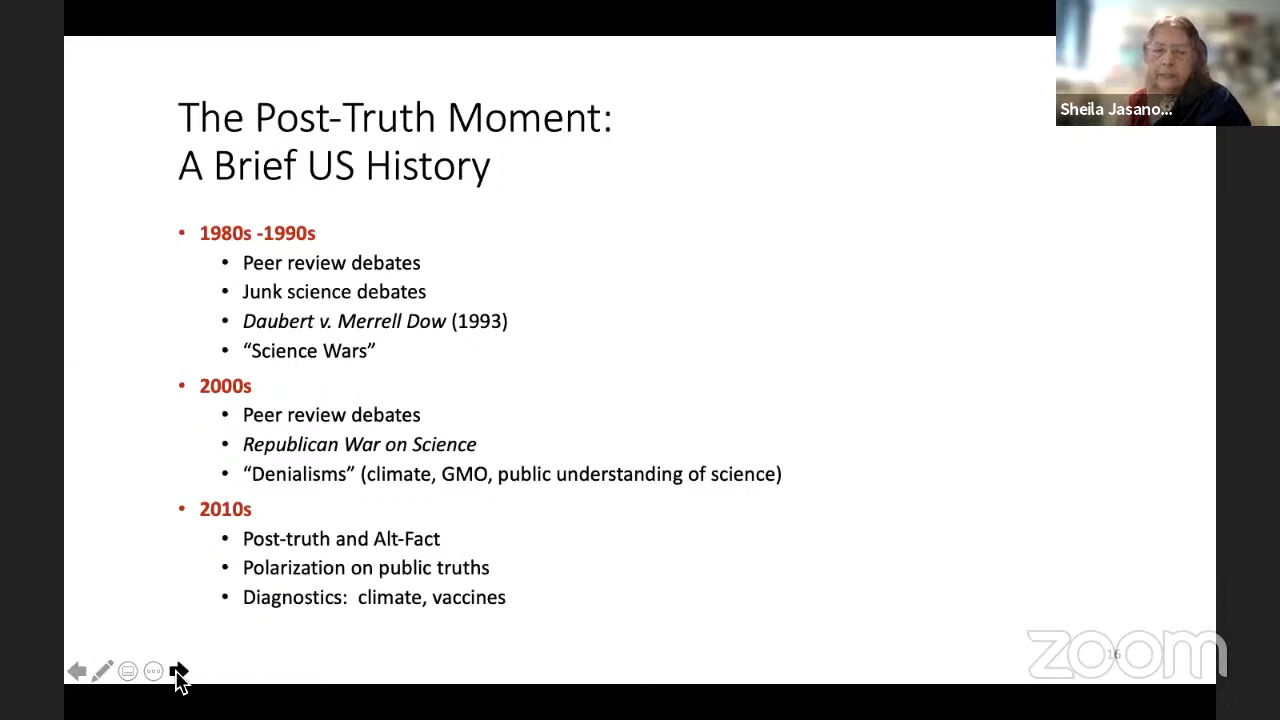 Sheila Jasano...
The Post-Truth Moment:
A Brief US History
• 1980s -1990s
• Peer review debates
• Junk science debates
• Daubert v. Merrell Dow (1993)
• “Science Wars”
• 2000s
• Peer review debates
• Republican War on Science
• “Denialisms” (climate, GMO, public understanding of science)
• 2010s
• Post-truth and Alt-Fact
• Polarization on public truths
• Diagnostics:  climate, vaccines
16
zoom